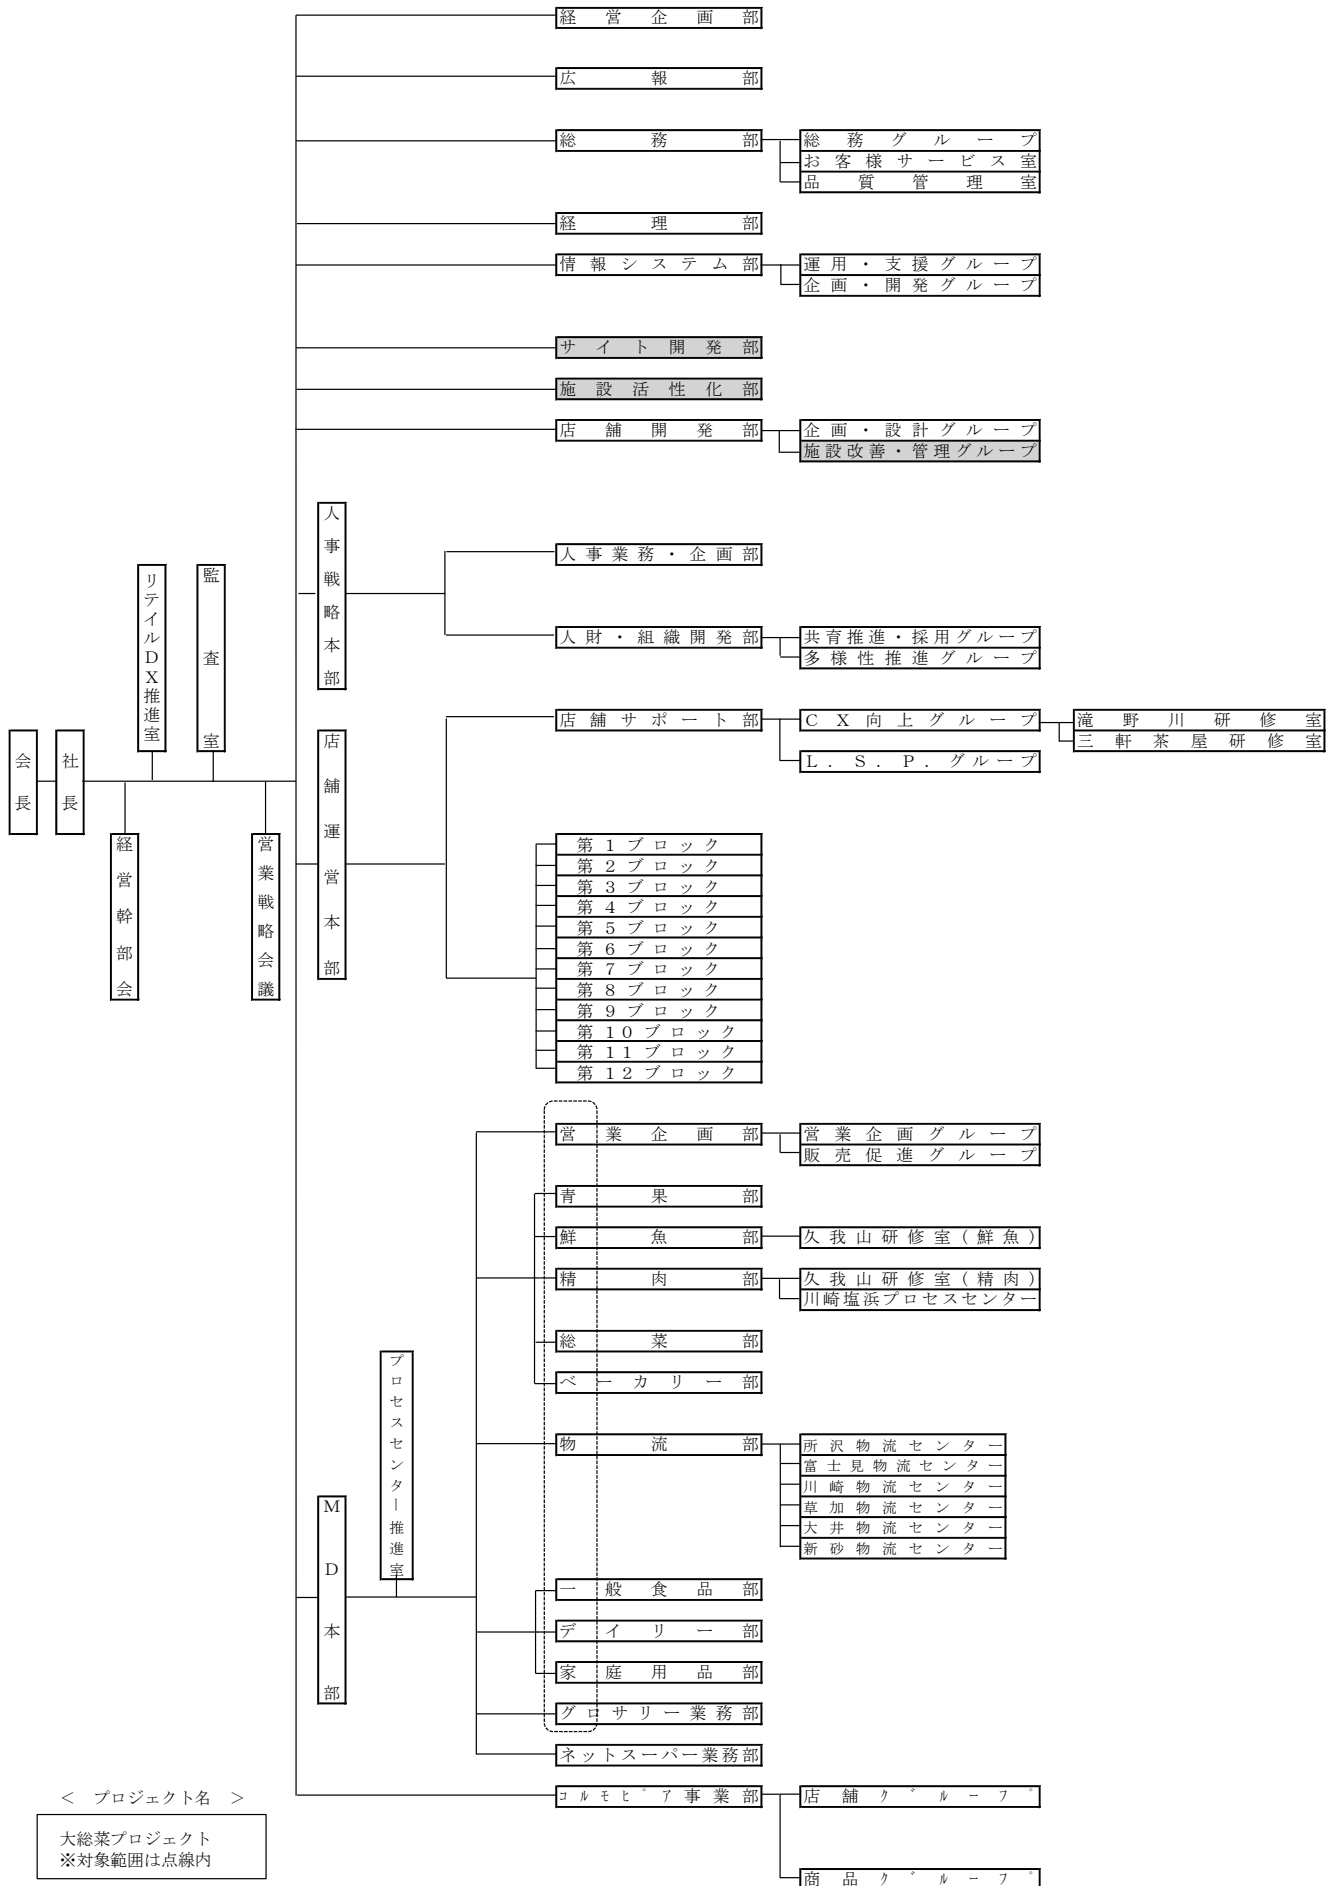 経営企画部
広報部
総務部
総務グループ
お客様サービス室
品質管理室
経理部
情報システム部
運用・支援グループ
企画・開発グループ
サイト開発部
施設活性化部
店舗開発部
企画・設計グループ
施設改善・管理グループ
人事戦略本部
人事業務・企画部
人財・組織開発部
共育推進・採用グループ
多様性推進グループ
リテイルDX推進室
監査室
会長
社長
経営幹部会
営業戦略会議
店舗運営本部
店舗サポート部
CX向上グループ
滝野川研修室
三軒茶屋研修室
L.S.P.グループ
第1ブロック
第2ブロック
第3ブロック
第4ブロック
第5ブロック
第6ブロック
第7ブロック
第8ブロック
第9ブロック
第10ブロック
第11ブロック
第12ブロック
MD本部
プロセスセンター推進室
営業企画部
営業企画グループ
販売促進グループ
青果部
鮮魚部
久我山研修室(鮮魚)
精肉部
久我山研修室(精肉)
川崎塩浜プロセスセンター
総菜部
ベーカリー部
物流部
所沢物流センター
富士見物流センター
川崎物流センター
草加物流センター
大井物流センター
新砂物流センター
一般食品部
デイリー部
家庭用品部
グロサリー業務部
ネットスーパー業務部
コルモピア事業部
店舗グループ
商品グループ
< プロジェクト名 >
大総菜プロジェクト
※対象範囲は点線内